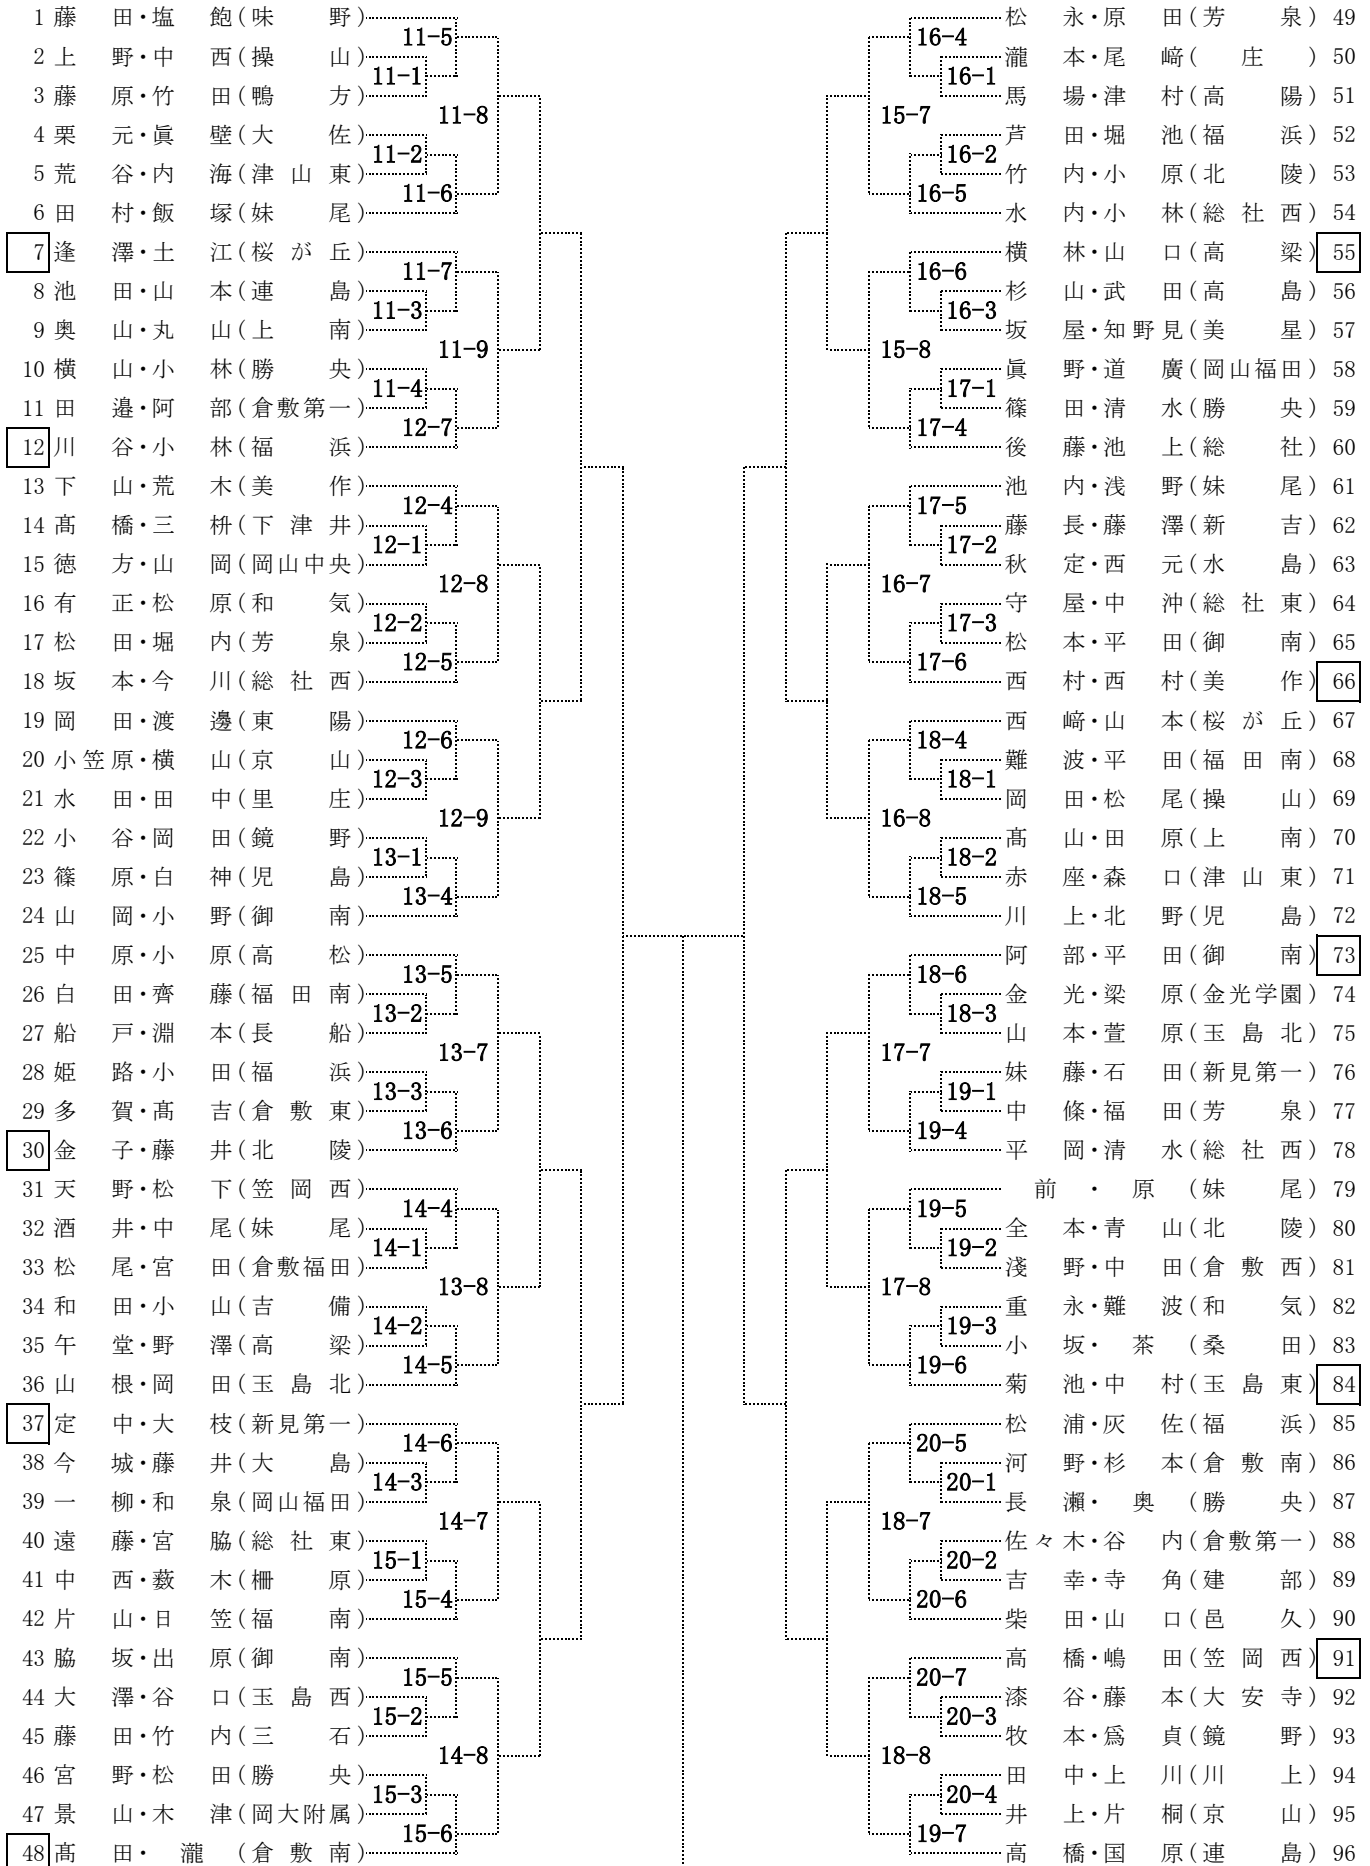 1 藤田・塩飽(味野)
11-5
2 上野・中西(操山)
11-1
3 藤原・竹田(鴨方)
11-8
4 栗元・眞壁(大佐)
11-2
5 荒谷・内海(津山東)
11-6
6 田村・飯塚(妹尾)
7 逢澤・土江(桜が丘)
11-7
8 池田・山本(連島)
11-3
9 奥山・丸山(上南)
11-9
10 横山・小林(勝央)
11-4
11 田邉・阿部(倉敷第一)
12-7
12 川谷・小林(福浜)
13 下山・荒木(美作)
12-4
14 髙橋・三枡(下津井)
12-1
15 徳方・山岡(岡山中央)
12-8
16 有正・松原(和気)
12-2
17 松田・堀内(芳泉)
12-5
18 坂本・今川(総社西)
19 岡田・渡邊(東陽)
12-6
20 小笠原・横山(京山)
12-3
21 水田・田中(里庄)
12-9
22 小谷・岡田(鏡野)
13-1
23 篠原・白神(児島)
13-4
24 山岡・小野(御南)
25 中原・小原(高松)
13-5
26 白田・齊藤(福田南)
13-2
27 船戸・淵本(長船)
13-7
28 姫路・小田(福浜)
13-3
29 多賀・髙吉(倉敷東)
13-6
30 金子・藤井(北陵)
31 天野・松下(笠岡西)
14-4
32 酒井・中尾(妹尾)
14-1
33 松尾・宮田(倉敷福田)
13-8
34 和田・小山(吉備)
14-2
35 午堂・野澤(高梁)
14-5
36 山根・岡田(玉島北)
37 定中・大枝(新見第一)
14-6
38 今城・藤井(大島)
14-3
39 一柳・和泉(岡山福田)
14-7
40 遠藤・宮脇(総社東)
15-1
41 中西・薮木(柵原)
15-4
42 片山・日笠(福南)
43 脇坂・出原(御南)
15-5
44 大澤・谷口(玉島西)
15-2
45 藤田・竹内(三石)
14-8
46 宮野・松田(勝央)
15-3
47 景山・木津(岡大附属)
15-6
48 髙田・瀧(倉敷南)
松永・原田(芳泉) 49
16-4
瀧本・尾﨑(庄) 50
16-1
馬場・津村(高陽) 51
15-7
芦田・堀池(福浜) 52
16-2
竹内・小原(北陵) 53
16-5
水内・小林(総社西) 54
横林・山口(高梁) 55
16-6
杉山・武田(高島) 56
16-3
坂屋・知野見(美星) 57
15-8
眞野・道廣(岡山福田) 58
17-1
篠田・清水(勝央) 59
17-4
後藤・池上(総社) 60
池内・浅野(妹尾) 61
17-5
藤長・藤澤(新吉) 62
17-2
秋定・西元(水島) 63
16-7
守屋・中沖(総社東) 64
17-3
松本・平田(御南) 65
17-6
西村・西村(美作) 66
西﨑・山本(桜が丘) 67
18-4
難波・平田(福田南) 68
18-1
岡田・松尾(操山) 69
16-8
髙山・田原(上南) 70
18-2
赤座・森口(津山東) 71
18-5
川上・北野(児島) 72
阿部・平田(御南) 73
18-6
金光・梁原(金光学園) 74
18-3
山本・萱原(玉島北) 75
17-7
妹藤・石田(新見第一) 76
19-1
中條・福田(芳泉) 77
19-4
平岡・清水(総社西) 78
前・原(妹尾) 79
19-5
全本・青山(北陵) 80
19-2
淺野・中田(倉敷西) 81
17-8
重永・難波(和気) 82
19-3
小坂・茶(桑田) 83
19-6
菊池・中村(玉島東) 84
松浦・灰佐(福浜) 85
20-5
河野・杉本(倉敷南) 86
20-1
長瀬・奥(勝央) 87
18-7
佐々木・谷内(倉敷第一) 88
20-2
吉幸・寺角(建部) 89
20-6
柴田・山口(邑久) 90
高橋・嶋田(笠岡西) 91
20-7
漆谷・藤本(大安寺) 92
20-3
牧本・爲貞(鏡野) 93
18-8
田中・上川(川上) 94
20-4
井上・片桐(京山) 95
19-7
高橋・国原(連島) 96